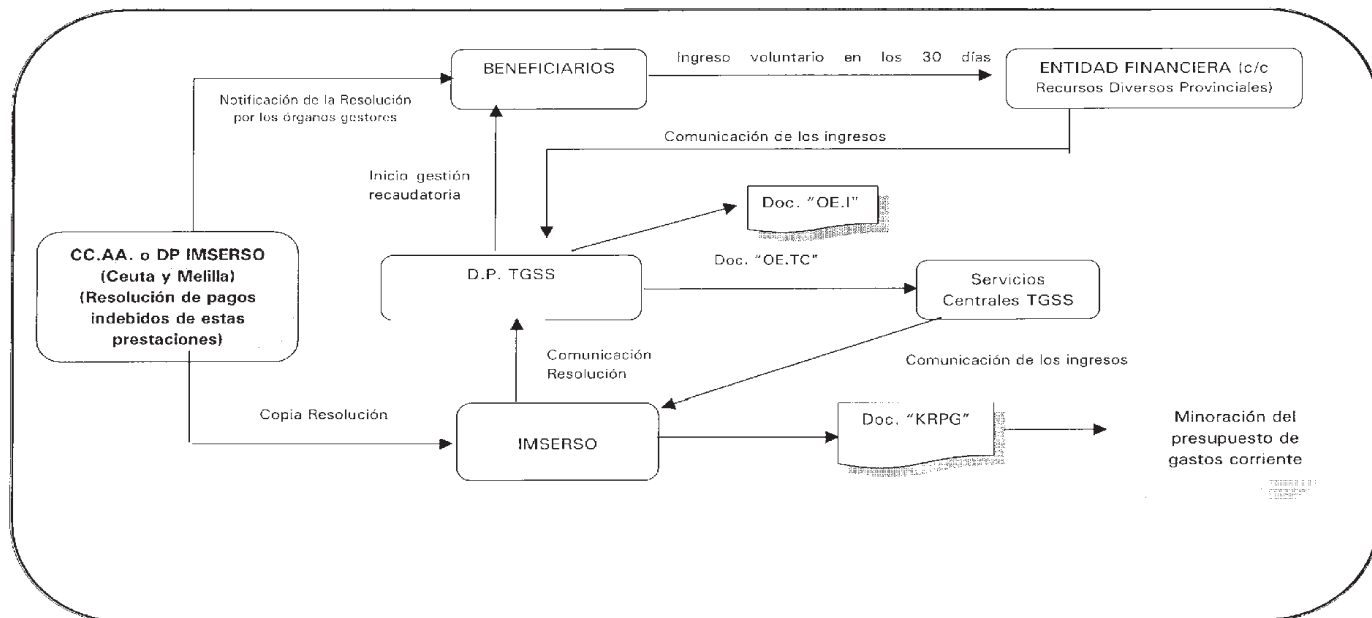 BENEFICIARIOS
Ingreso voluntario en los 30 días
ENTIDAD FINANCIERA (c/c
Recursos Diversos Provinciales)
Notificación de la Resolución
por los órganos gestores
Comunicación de los ingresos
Inicio gestión
recaudatoria
Doc. "OE.I"
CC.AA. o DP IMSERSO
(Ceuta y Melilla)
(Resolución de pagos
indebidos de estas
prestaciones)
D.P. TGSS
Doc. "OE.TC"
Servicios
Centrales TGSS
Comunicación
Resolución
Comunicación de los ingresos
Copia Resolución
IMSERSO
Doc. "KRPG"
Minoración del
presupuesto de
gastos corriente